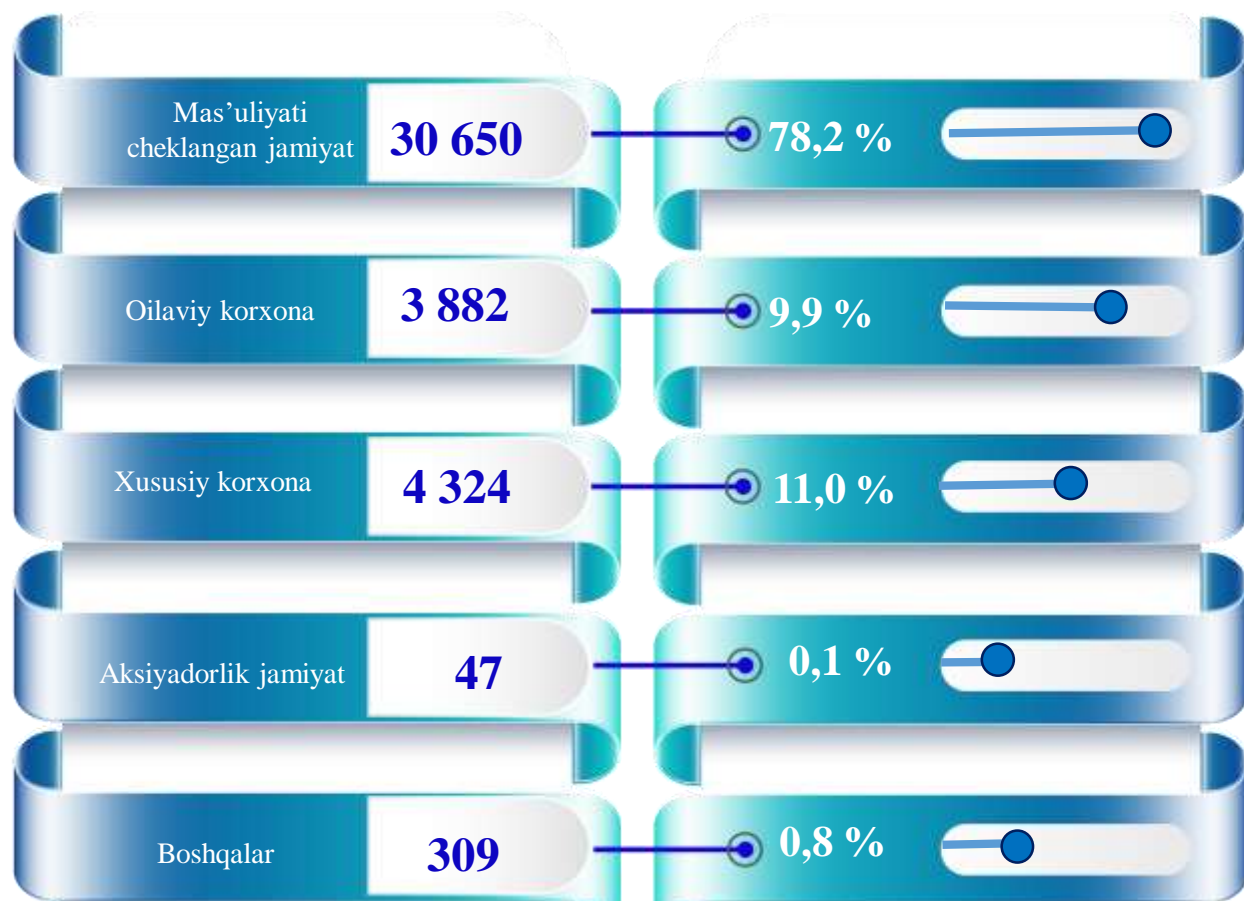 Mas’uliyati
cheklangan jamiyat
30 650
78,2 %
Oilaviy korxona
3 882
9,9 %
Xususiy korxona
4 324
11,0 %
Aksiyadorlik jamiyat
47
0,1 %
Boshqalar
309
0,8 %